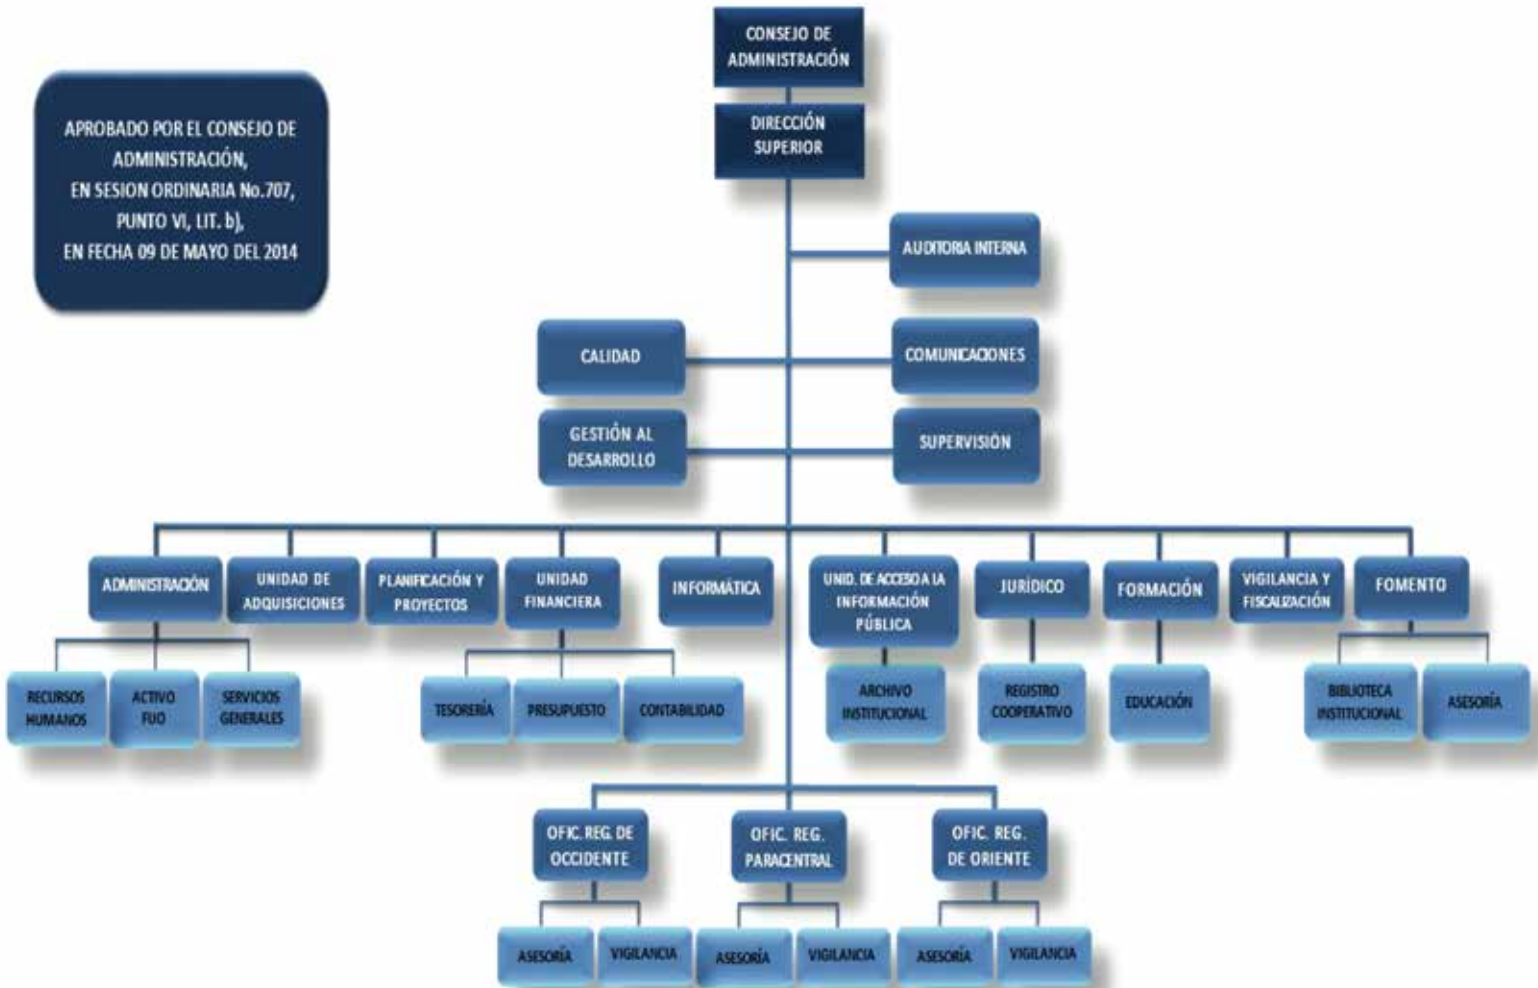 CONSEJO DE
ADMINISTRACIÓN
DIRECCIÓN
SUPERIOR
APROBADO POR EL CONSEJO DE
ADMINISTRACIÓN,
EN SESION ORDINARIA No.707,
PUNTO VI, LIT. b),
EN FECHA 09 DE MAYO DEL 2014
AUDITORIA INTERNA
CALIDAD
COMUNICACIONES
GESTIÓN AL
DESARROLLO
SUPERVISIÓN
ADMINISTRACIÓN
UNIDAD DE
ADQUISICIONES
PLANIFICACIÓN Y
PROYECTOS
UNIDAD
FINANCIERA
INFORMÁTICA
UNID. DE ACCESO A LA
INFORMACIÓN
PÚBLICA
JURÍDICO
FORMACIÓN
VIGILANCIA Y
FISCALIZACIÓN
FOMENTO
RECURSOS
HUMANOS
ACTIVO
FIJO
SERVICIOS
GENERALES
TESORERÍA
PRESUPUESTO
CONTABILIDAD
ARCHIVO
INSTITUCIONAL
REGISTRO
COOPERATIVO
EDUCACIÓN
BIBLIOTECA
INSTITUCIONAL
ASESORÍA
OFIC. REG. DE
OCCIDENTE
OFIC. REG.
PARACENTRAL
OFIC. REG.
DE ORIENTE
ASESORÍA
VIGILANCIA
ASESORÍA
VIGILANCIA
ASESORÍA
VIGILANCIA